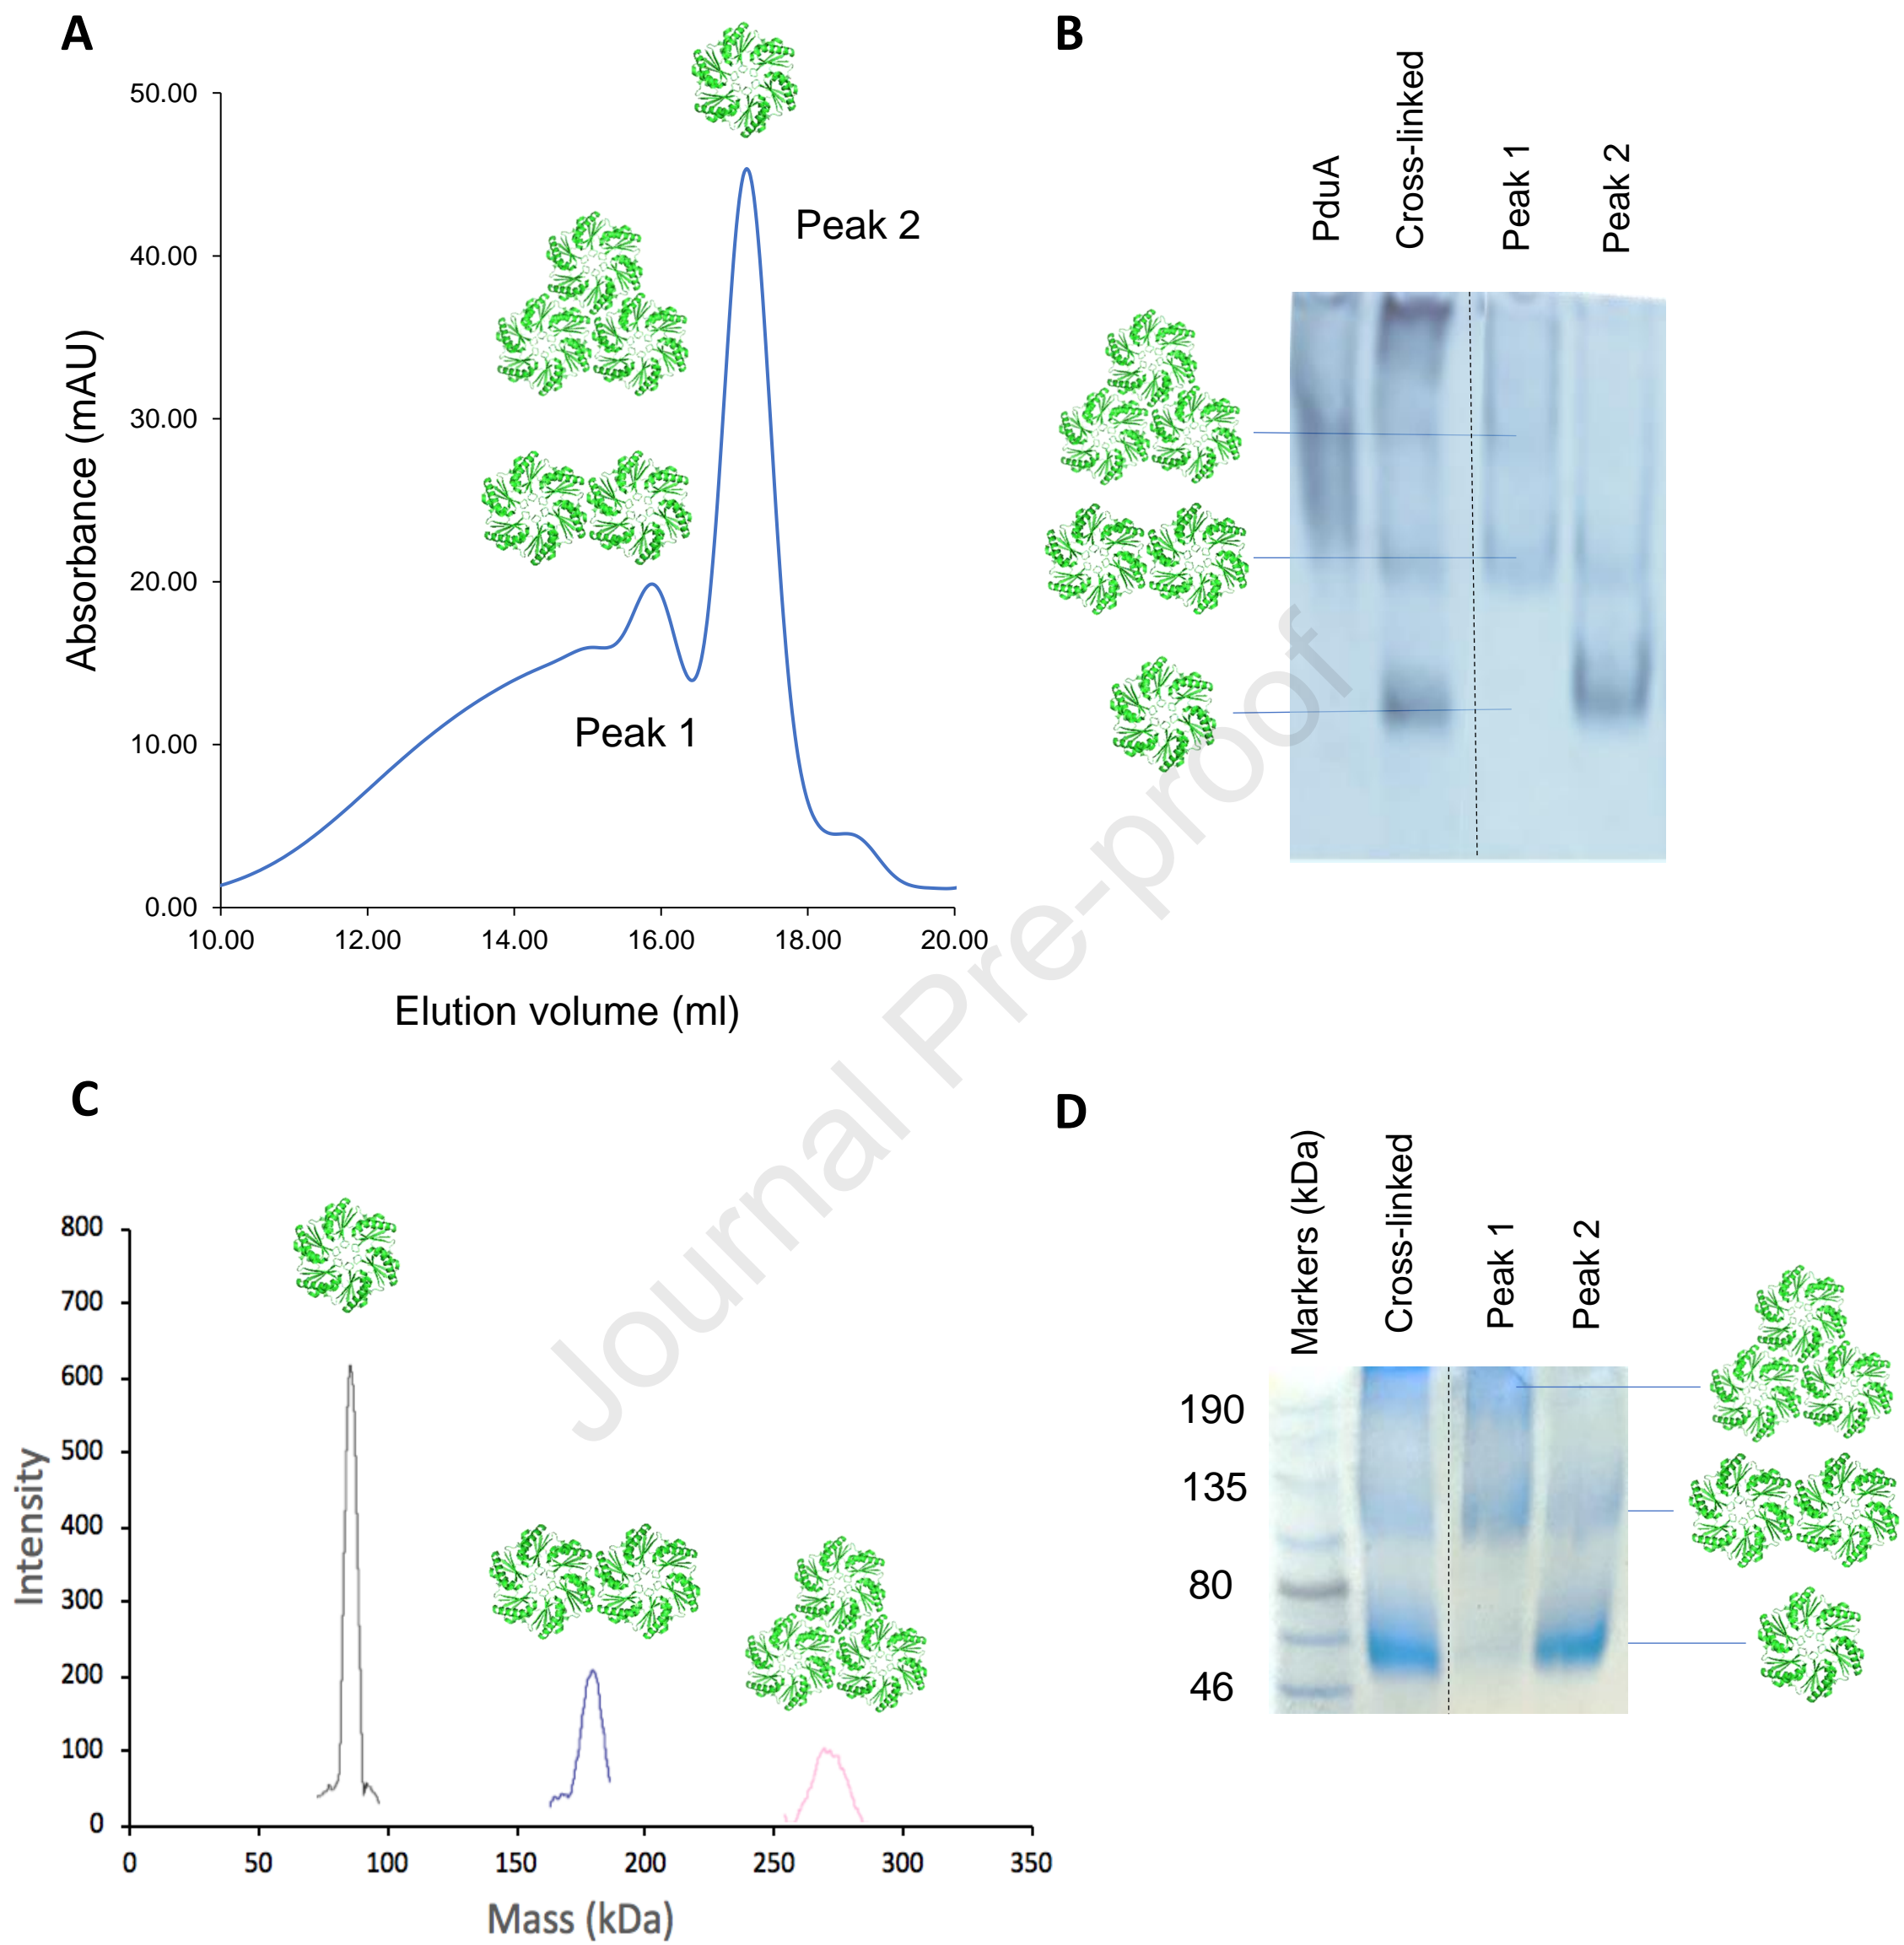 A
50.00
40.00
30.00
20.00
10.00
0.00
Absorbance (mAU)
Peak 2
Peak 1
10.00 12.00 14.00 16.00 18.00 20.00
Elution volume (ml)
B
PduA
Cross-linked
Peak 1
Peak 2
C
800
700
600
500
400
300
200
100
0
Intensity
0 50 100 150 200 250 300 350
Mass (kDa)
D
Markers (kDa)
Cross-linked
Peak 1
Peak 2
190
135
80
46
Journal Pre-proof